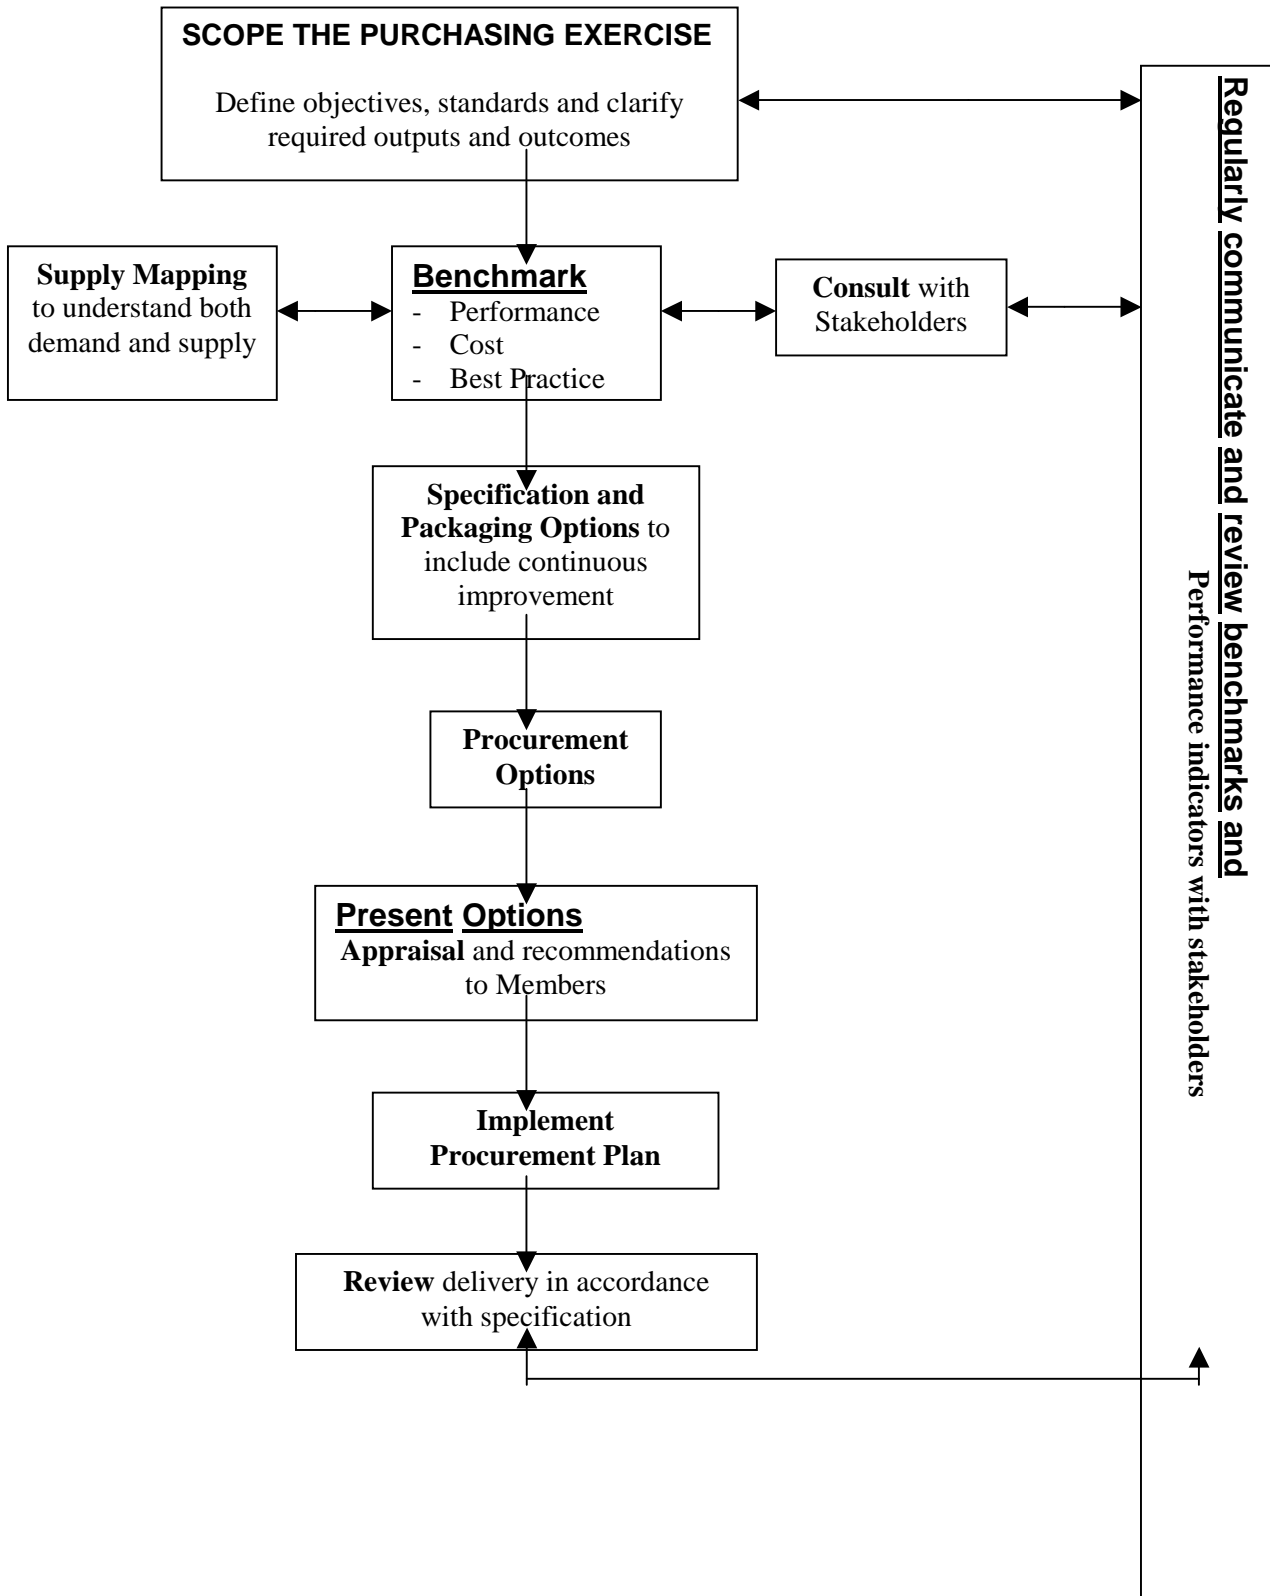 SCOPE THE PURCHASING EXERCISE
Define objectives, standards and clarify
required outputs and outcomes
Supply Mapping
to understand both
demand and supply
Benchmark
- Performance
- Cost
- Best Practice
Consult with
Stakeholders
Specification and
Packaging Options to
include continuous
improvement
Procurement
Options
Present Options
Appraisal and recommendations
to Members
Implement
Procurement Plan
Review delivery in accordance
with specification
Regularly communicate and review benchmarks and
Performance indicators with stakeholders